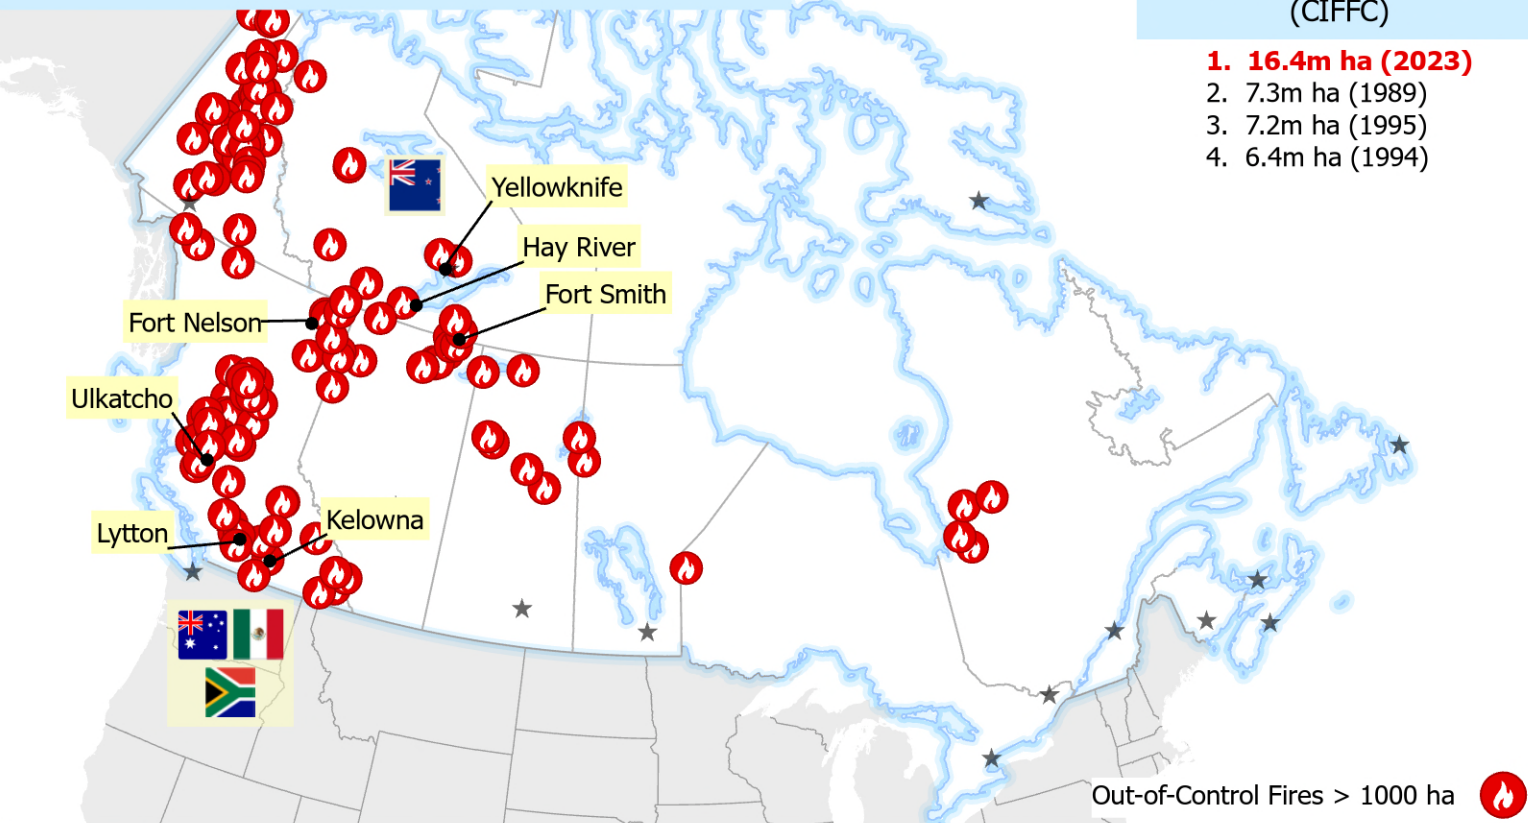 (CIFFC)
1. 16.4m ha (2023)
2. 7.3m ha (1989)
3. 7.2m ha (1995)
4. 6.4m ha (1994)
Yellowknife
Hay River
Fort Smith
Fort Nelson
Ulkatcho
Lytton
Kelowna
Out-of-Control Fires > 1000 ha